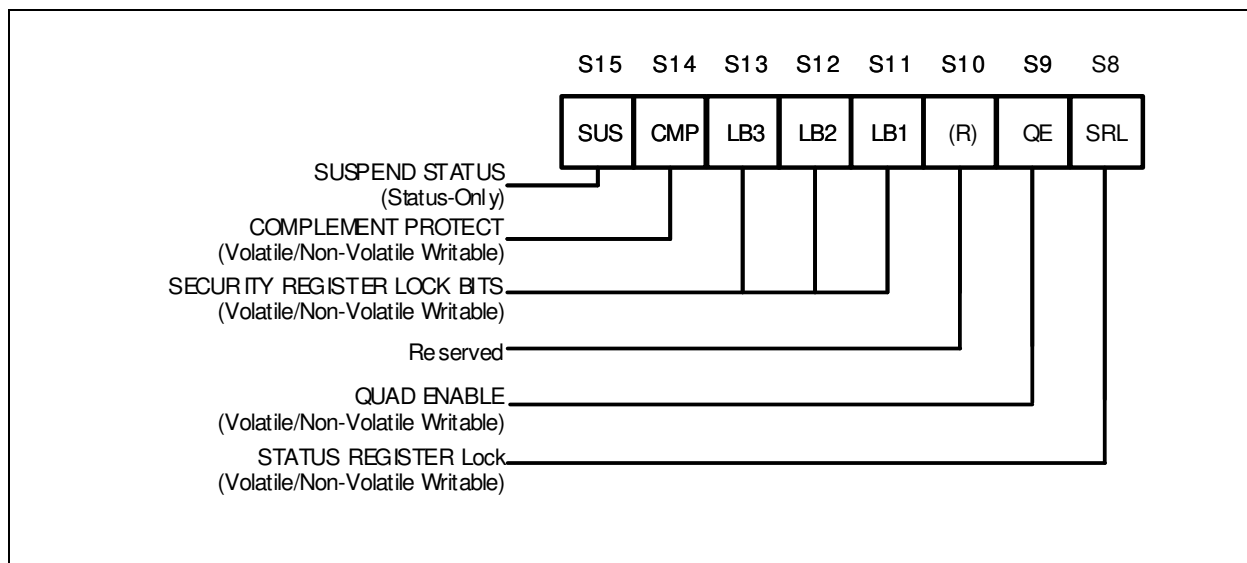 S15 S14 S13 S12 S11 S10 S9 S8
SUS CMP LB3 LB2 LB1 (R) QE SRL
SUSPEND STATUS
(Status-Only)
COMPLEMENT PROTECT
(Volatile/Non-Volatile Writable)
SECURITY REGISTER LOCK BITS
(Volatile/Non-Volatile Writable)
Reserved
QUAD ENABLE
(Volatile/Non-Volatile Writable)
STATUS REGISTER Lock
(Volatile/Non-Volatile Writable)